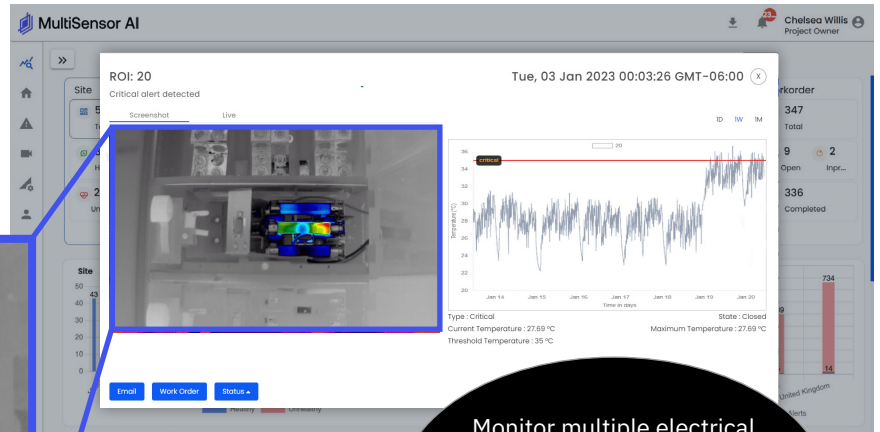 MultiSensor AI
23...
Chelsea Willis
Project Owner
ROI: 20
Critical alert detected
Tue, 03 Jan 2023 00:03:26 GMT-06:00
X
Screenshot Live
1D 1W 1M
20
critical
36
34
32
30
28
26
24
22
20
Temperature (°C)
Jan 14 Jan 15 Jan 16 Jan 17 Jan 18 Jan 19 Jan 20
Time in days
Type : Critical
State : Closed
Current Temperature : 27.69 °C
Maximum Temperature : 27.69 °C
Threshold Temperature : 35 °C
Email Work Order Status
Site
5
2
Un
rkorder
347
Total
9
Open
2
Inpr...
336
Completed
Site
50
40
30
20
10
0
43
Healthy Unhealthy
734
14
United Kingdom
Alerts
Monitor multiple electrical